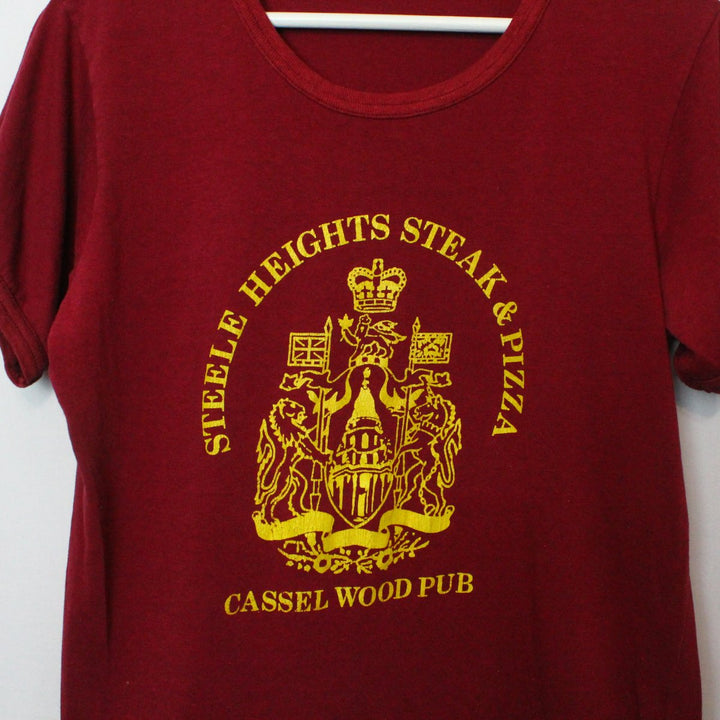 STEELE HEIGHTS STEAK & PIZZA
CASSEL WOOD PUB